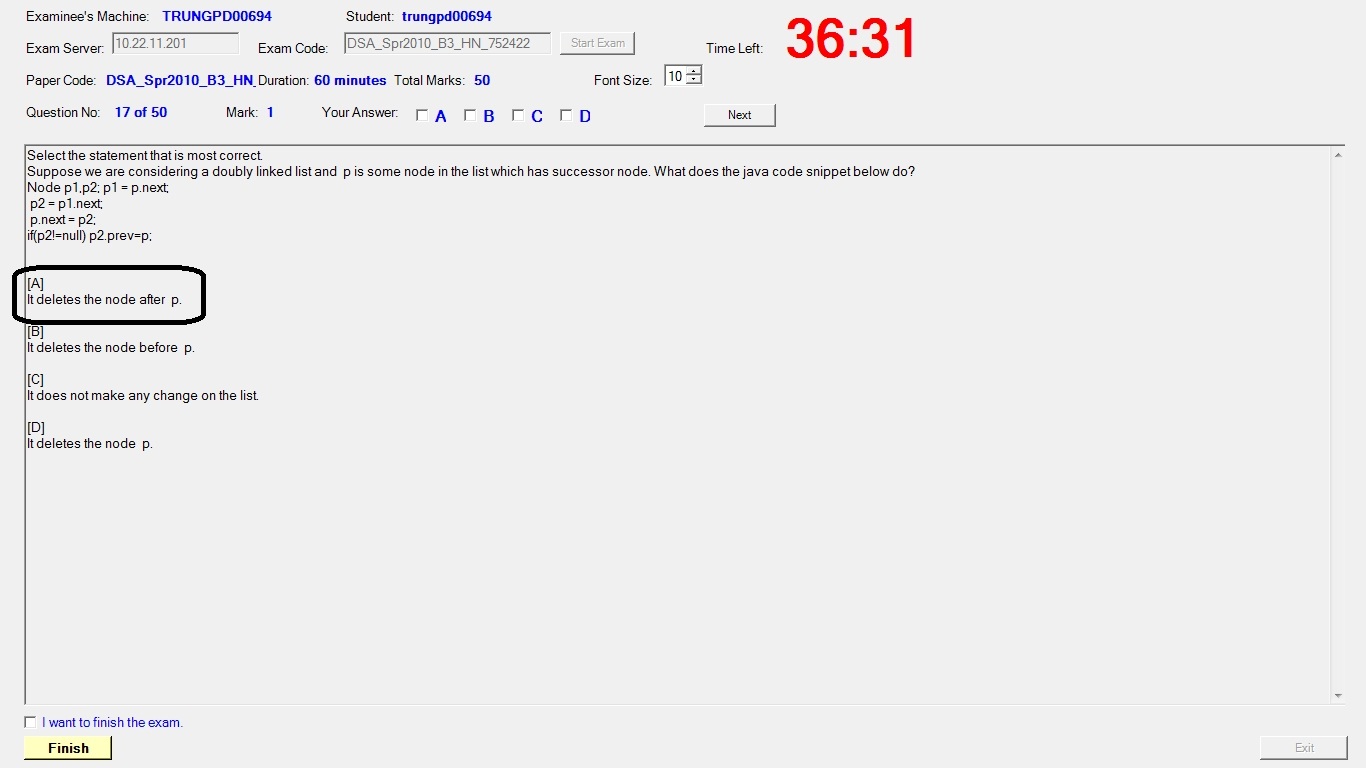 Examinee's Machine: TRUNGPD00694 Student: trungpd00694
Exam Server: 10.22.11.201 Exam Code: DSA_Spr2010_B3_HN_752422 Start Exam Time Left: 36:31
Paper Code: DSA_Spr2010_B3_HN_ Duration: 60 minutes Total Marks: 50 Font Size: 10
Question No: 17 of 50 Mark: 1 Your Answer: A B C D Next
Select the statement that is most correct.
Suppose we are considering a doubly linked list and p is some node in the list which has successor node. What does the java code snippet below do?
Node p1,p2; p1 = p.next;
p2 = p1.next;
p.next = p2;
if(p2!=null) p2.prev=p;
[A]
It deletes the node after p.
[B]
It deletes the node before p.
[C]
It does not make any change on the list.
[D]
It deletes the node p.
I want to finish the exam.
Finish Exit